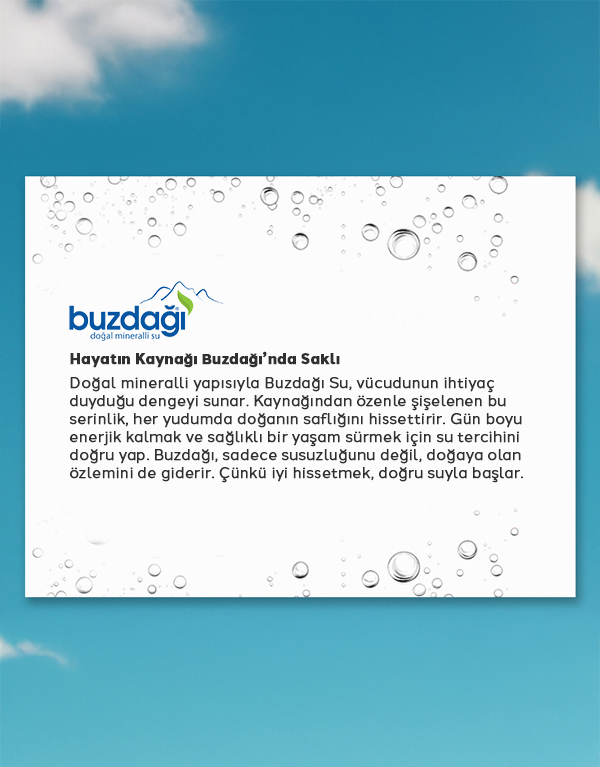 buzdağı
doğal mineralli su
Hayatın Kaynağı Buzdağı'nda Saklı
Doğal mineralli yapısıyla Buzdağı Su, vücudunun ihtiyaç
duyduğu dengeyi sunar. Kaynağından özenle şişelenen bu
serinlik, her yudumda doğanın saflığını hissettirir. Gün boyu
enerjik kalmak ve sağlıklı bir yaşam sürmek için su tercihini
doğru yap. Buzdağı, sadece susuzluğunu değil, doğaya olan
özlemini de giderir. Çünkü iyi hissetmek, doğru suyla başlar.